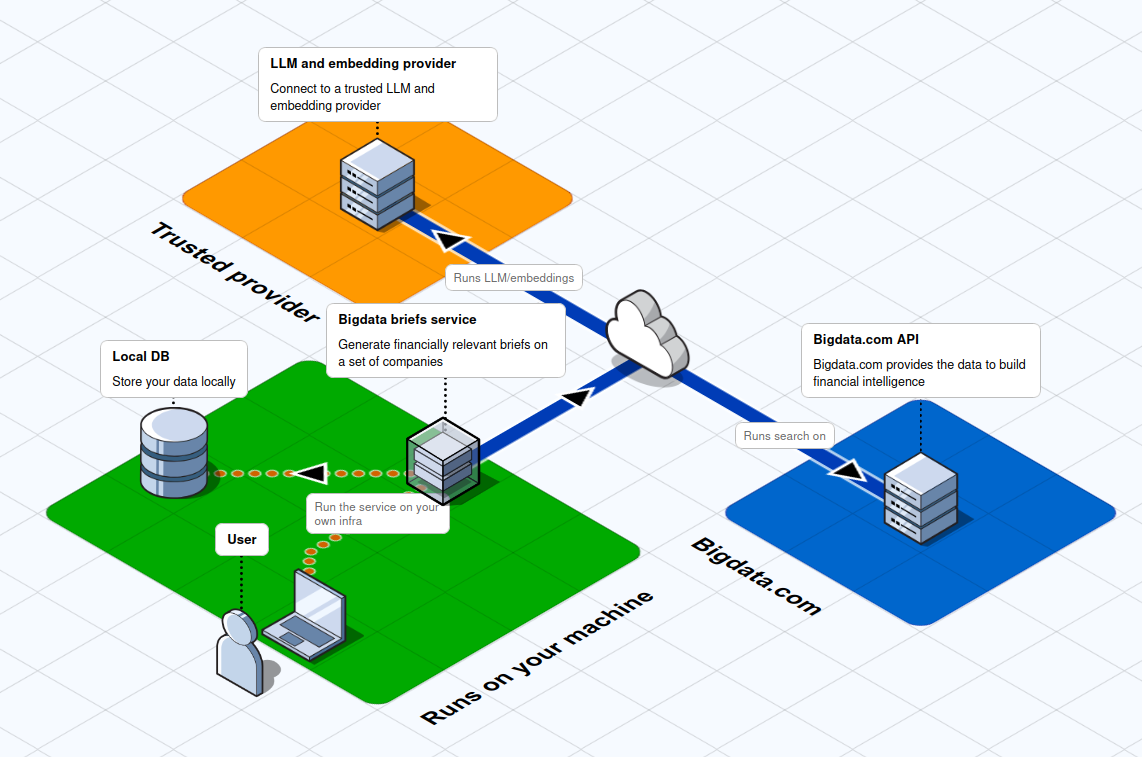 LLM and embedding provider
Connect to a trusted LLM and
embedding provider
Trusted provider
Runs LLM/embeddings
Bigdata briefs service
Generate financially relevant briefs on
a set of companies
Bigdata.com API
Bigdata.com provides the data to build
financial intelligence
Local DB
Store your data locally
Runs search on
Run the service on your
own infra
User
Bigdata.com
Runs on your machine